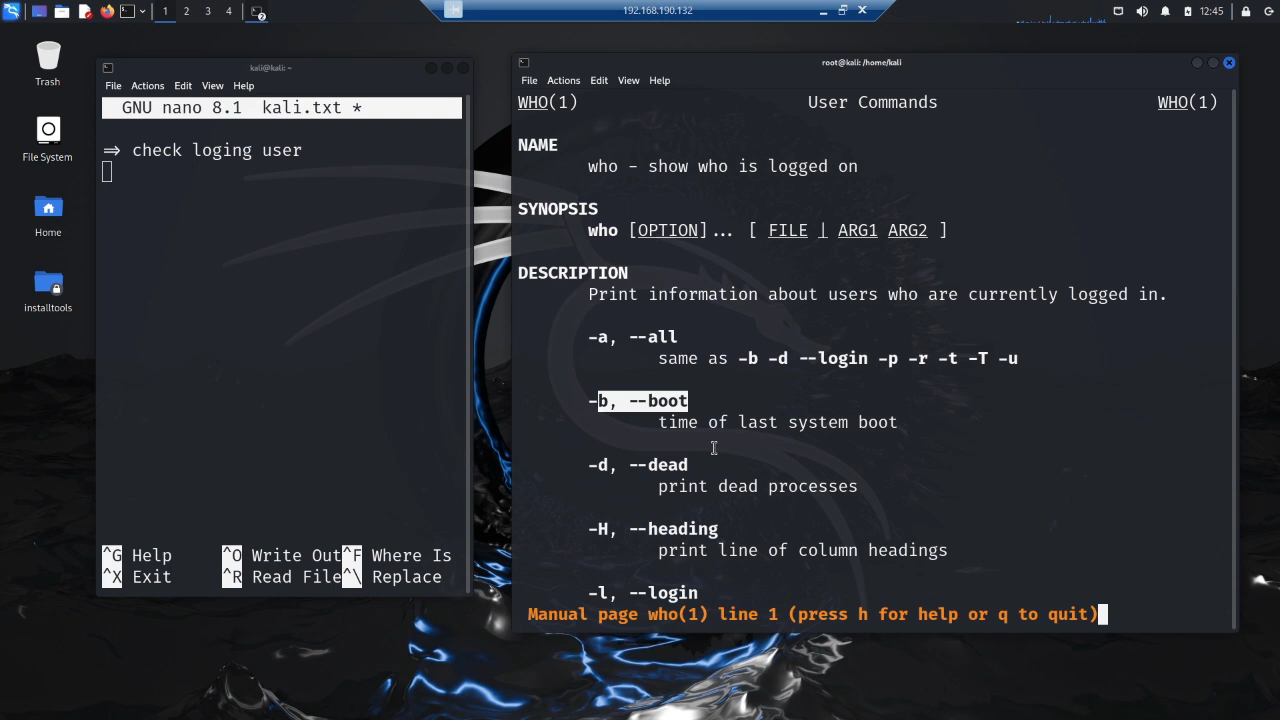 1 2 3 4
2
192.168.190.132
12:45
Trash
File System
Home
installtools
kali@kali: ~
File Actions Edit View Help
GNU nano 8.1 kali.txt *
⇒ check loging user
^G Help ^O Write Out ^F Where Is
^X Exit ^R Read File ^\ Replace
root@kali: /home/kali
File Actions Edit View Help
WHO(1) User Commands WHO(1)
NAME
who - show who is logged on
SYNOPSIS
who [OPTION]... [ FILE | ARG1 ARG2 ]
DESCRIPTION
Print information about users who are currently logged in.
-a, --all
same as -b -d --login -p -r -t -T -u
-b, --boot
time of last system boot
-d, --dead
print dead processes
-H, --heading
print line of column headings
-l, --login
Manual page who(1) line 1 (press h for help or q to quit)